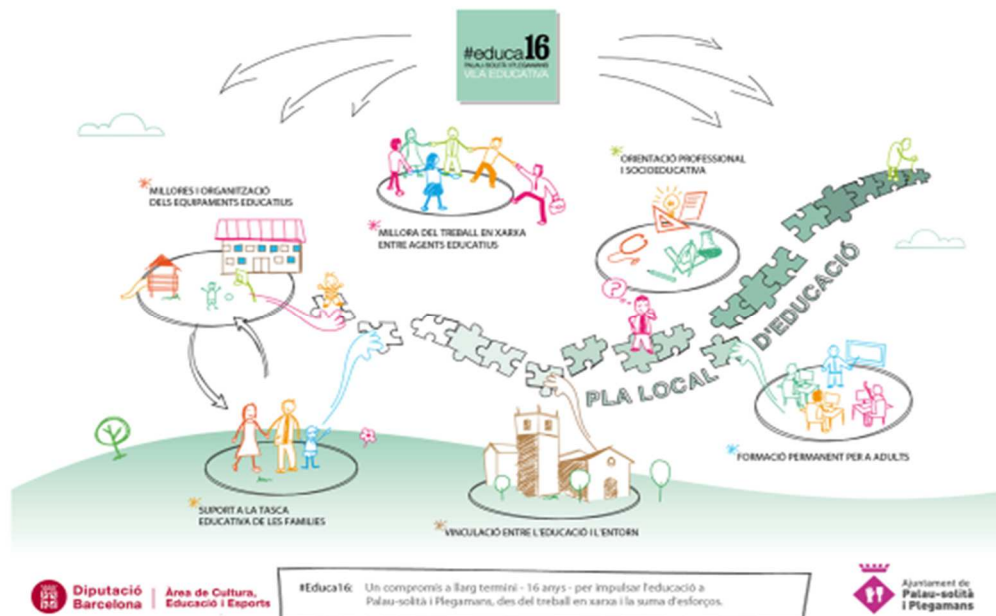 #educa16
PALAU-SOLITÀ I PLEGAMANS
VILA EDUCATIVA
MILLORES I ORGANITZACIÓ
DELS EQUIPAMENTS EDUCATIUS
MILLORA DEL TREBALL EN XARXA
ENTRE AGENTS EDUCATIUS
ORIENTACIÓ PROFESSIONAL
I SOCIOEDUCATIVA
?
PLA LOCAL D'EDUCACIÓ
FORMACIÓ PERMANENT PER A ADULTS
SUPORT A LA TASCA
EDUCATIVA DE LES FAMILIES
VINCULACIÓ ENTRE L'EDUCACIÓ I L'ENTORN
Diputació
Barcelona
Àrea de Cultura,
Educació i Esports
#Educa16: Un compromís a llarg termini - 16 anys - per impulsar l'educació a
Palau-solità i Plegamans, des del treball en xarxa i la suma d'esforços.
Ajuntament de
Palau-solità
i Plegamans